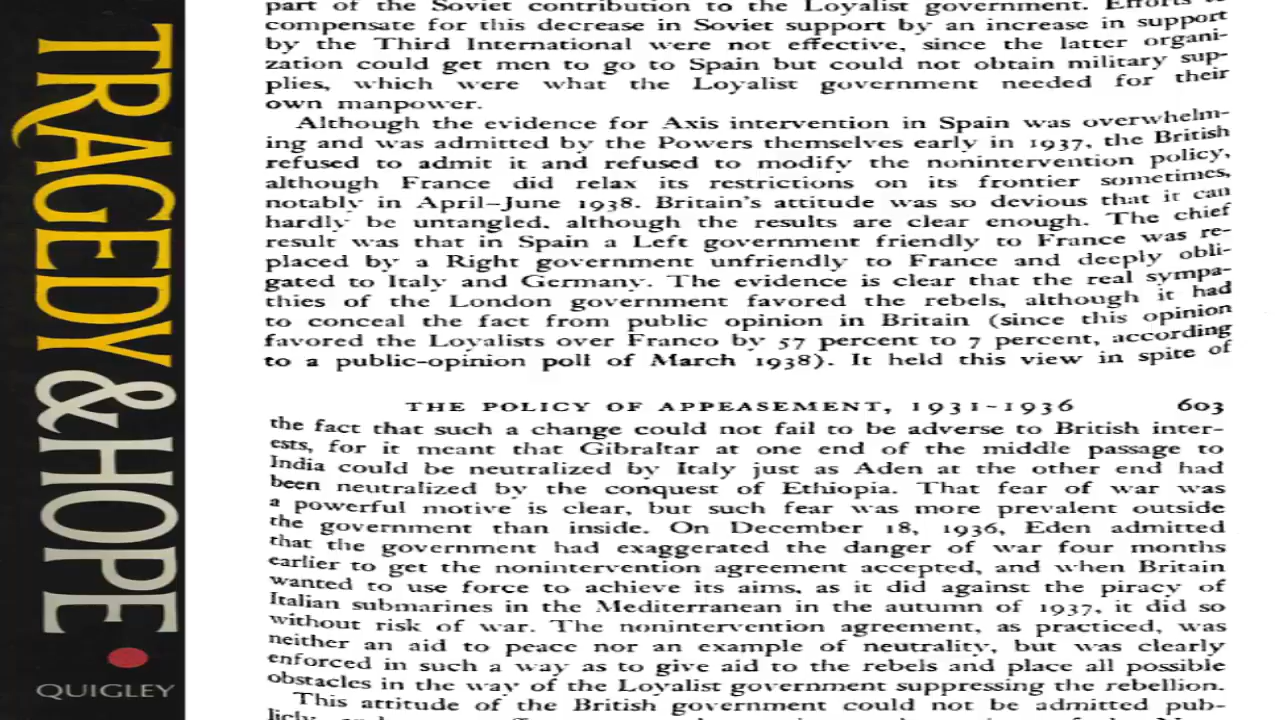 TRAGEDY & HOPE
QUIGLEY
part of the Soviet contribution to the Loyalist government. Efforts to
compensate for this decrease in Soviet support by an increase in support
by the Third International were not effective, since the latter organi-
zation could get men to go to Spain but could not obtain military sup-
plies, which were what the Loyalist government needed for their
own manpower.
Although the evidence for Axis intervention in Spain was overwhelm-
ing and was admitted by the Powers themselves early in 1937, the British
refused to admit it and refused to modify the nonintervention policy,
although France did relax its restrictions on its frontier sometimes,
notably in April–June 1938. Britain's attitude was so devious that it can
hardly be untangled, although the results are clear enough. The chief
result was that in Spain a Left government friendly to France was re-
placed by a Right government unfriendly to France and deeply obli-
gated to Italy and Germany. The evidence is clear that the real sympa-
thies of the London government favored the rebels, although it had
to conceal the fact from public opinion in Britain (since this opinion
favored the Loyalists over Franco by 57 percent to 7 percent, according
to a public-opinion poll of March 1938). It held this view in spite of
THE POLICY OF APPEASEMENT, 1931-1936 603
the fact that such a change could not fail to be adverse to British inter-
ests, for it meant that Gibraltar at one end of the middle passage to
India could be neutralized by Italy just as Aden at the other end had
been neutralized by the conquest of Ethiopia. That fear of war was
a powerful motive is clear, but such fear was more prevalent outside
the government than inside. On December 18, 1936, Eden admitted
that the government had exaggerated the danger of war four months
earlier to get the nonintervention agreement accepted, and when Britain
wanted to use force to achieve its aims, as it did against the piracy of
Italian submarines in the Mediterranean in the autumn of 1937, it did so
without risk of war. The nonintervention agreement, as practiced, was
neither an aid to peace nor an example of neutrality, but was clearly
enforced in such a way as to give aid to the rebels and place all possible
obstacles in the way of the Loyalist government suppressing the rebellion.
This attitude of the British government could not be admitted pub-